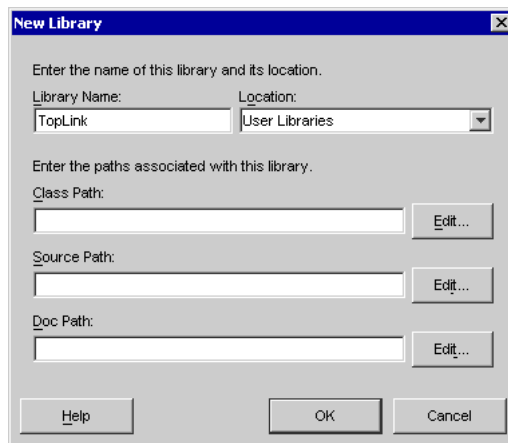 New Library
Enter the name of this library and its location.
Library Name: Location:
TopLink User Libraries
Enter the paths associated with this library.
Class Path:
Edit...
Source Path:
Edit...
Doc Path:
Edit...
Help OK Cancel